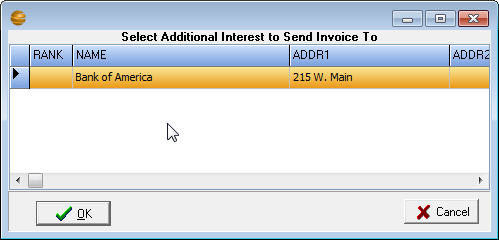 Select Additional Interest to Send Invoice To
RANK NAME ADDR1 ADDR2
Bank of America 215 W. Main
OK Cancel